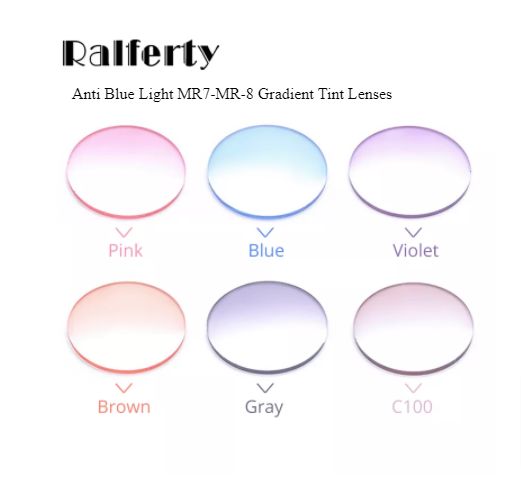 Ralferty
Anti Blue Light MR7-MR-8 Gradient Tint Lenses
Pink
Blue
Violet
Brown
Gray
C100